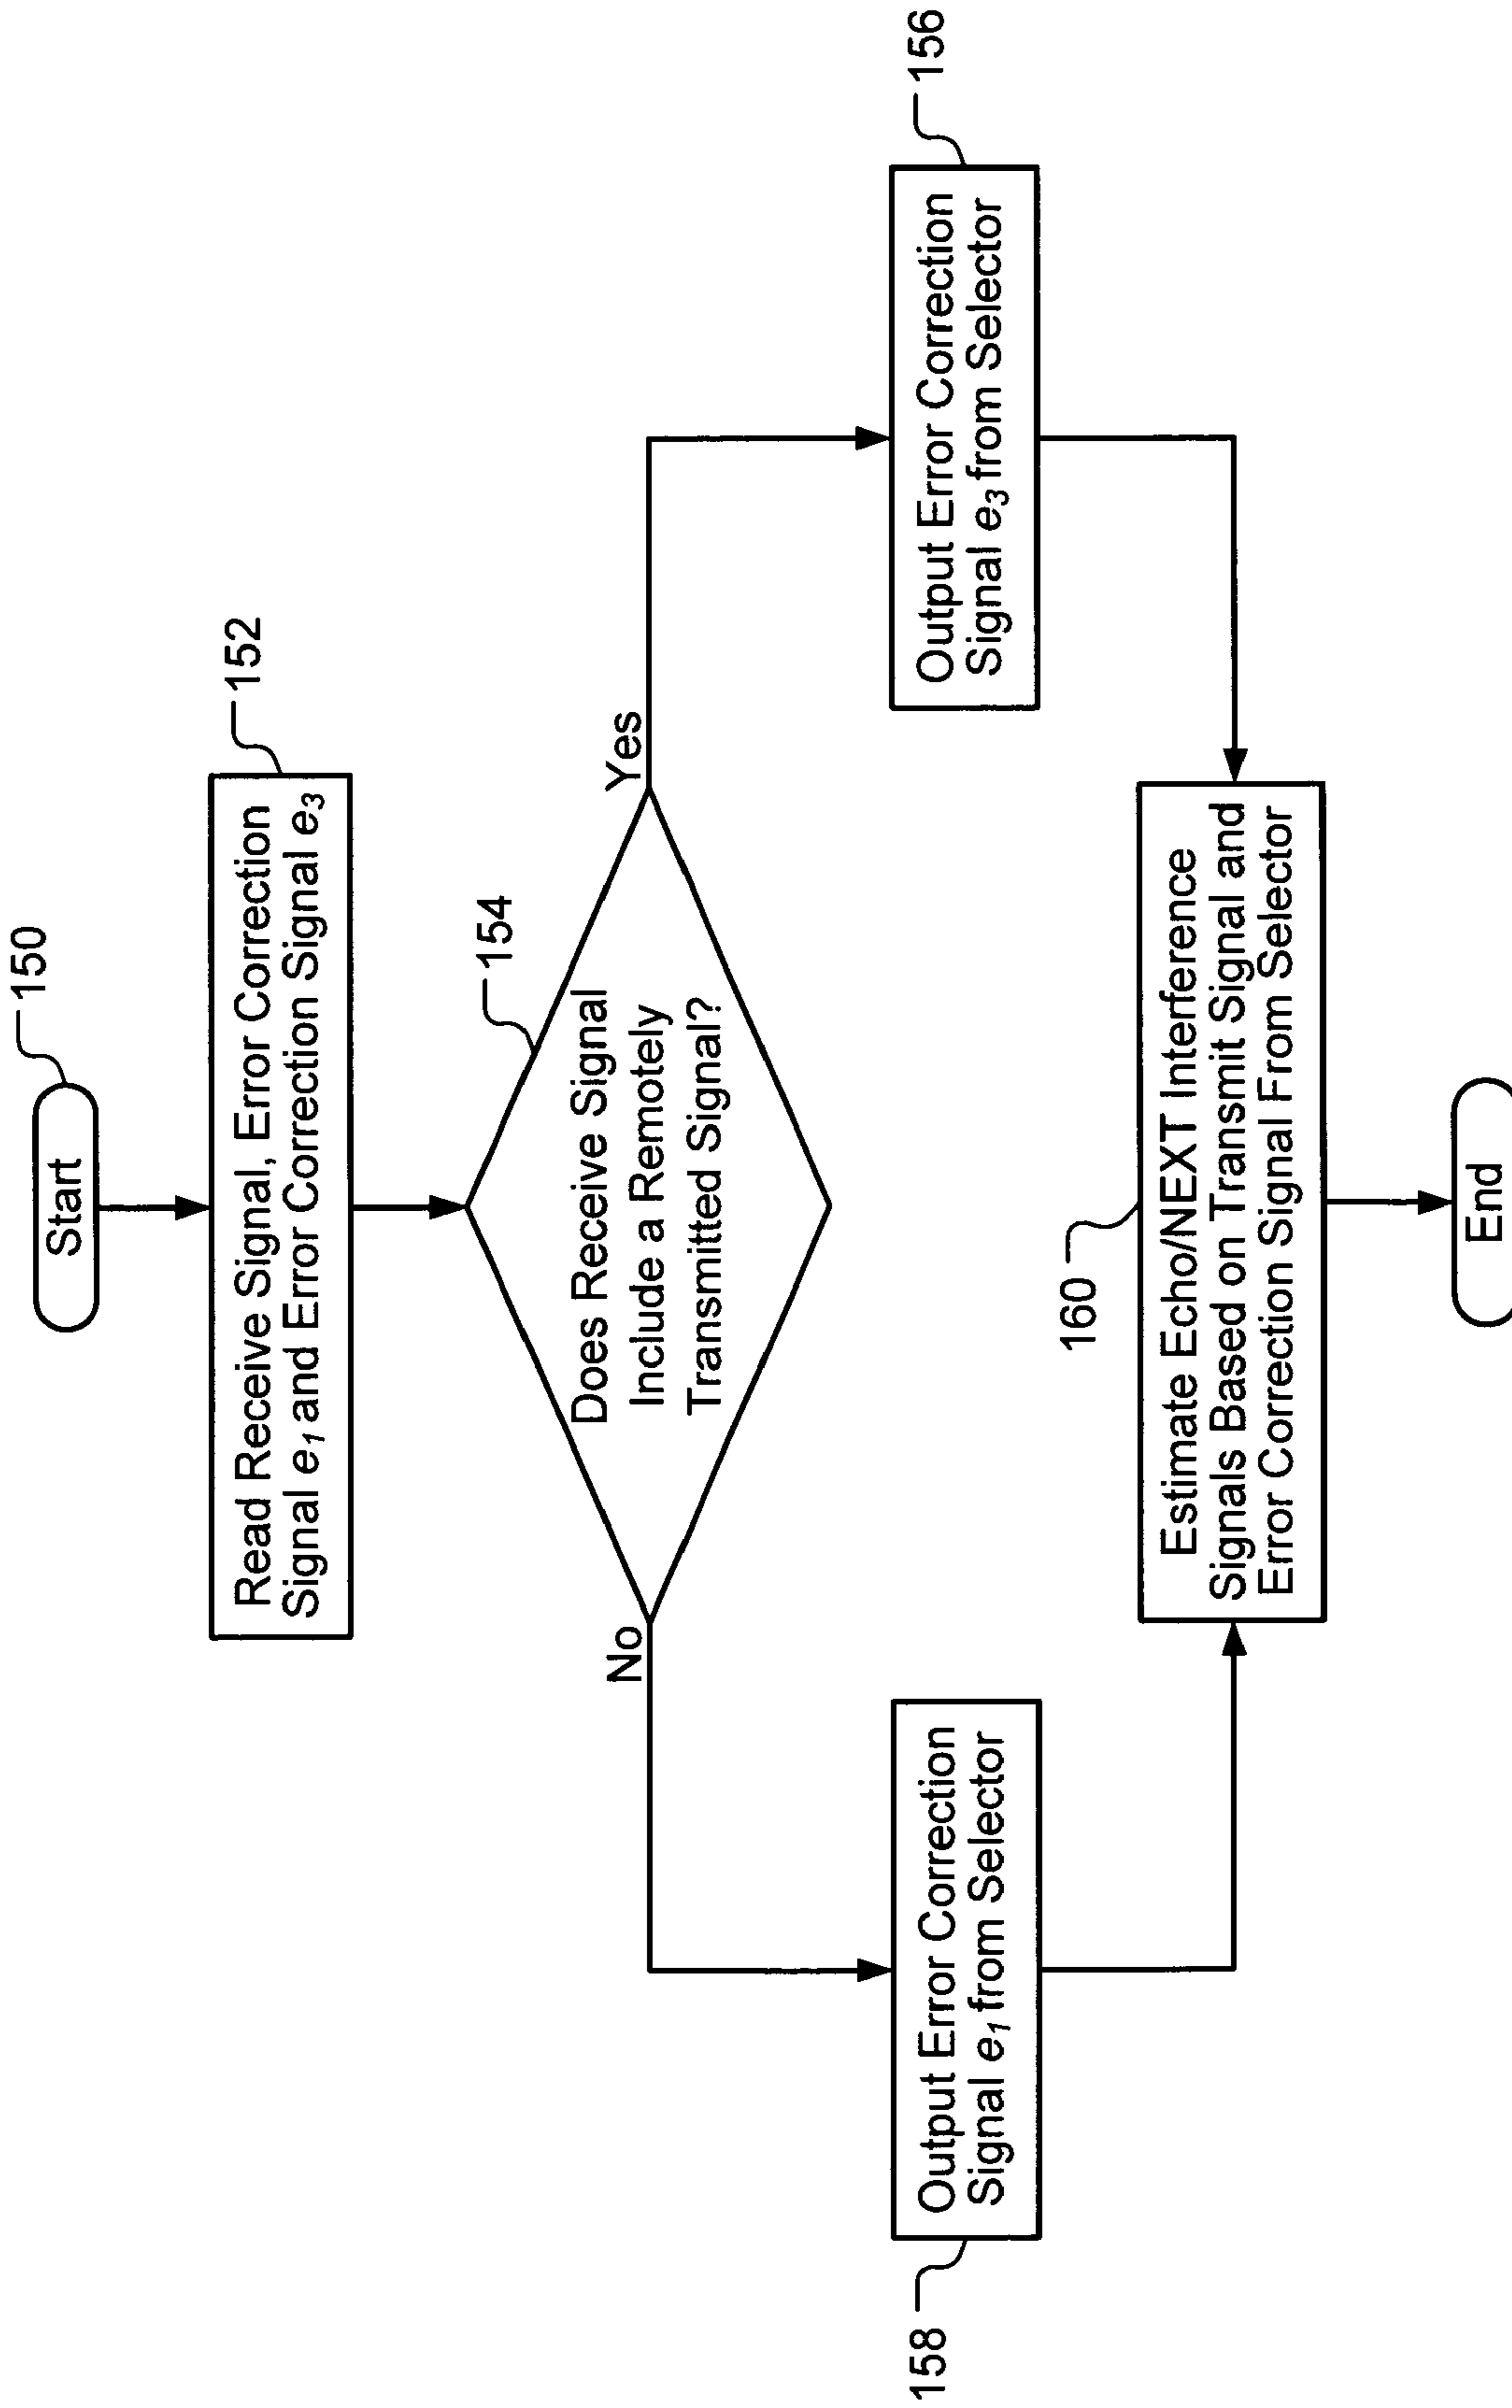 150
Start
152
Read Receive Signal, Error Correction
Signal e1 and Error Correction Signal e3
154
Does Receive Signal
Include a Remotely
Transmitted Signal?
No
Yes
158
Output Error Correction
Signal e1 from Selector
Output Error Correction
Signal e3 from Selector
156
160
Estimate Echo/NEXT Interference
Signals Based on Transmit Signal and
Error Correction Signal From Selector
End